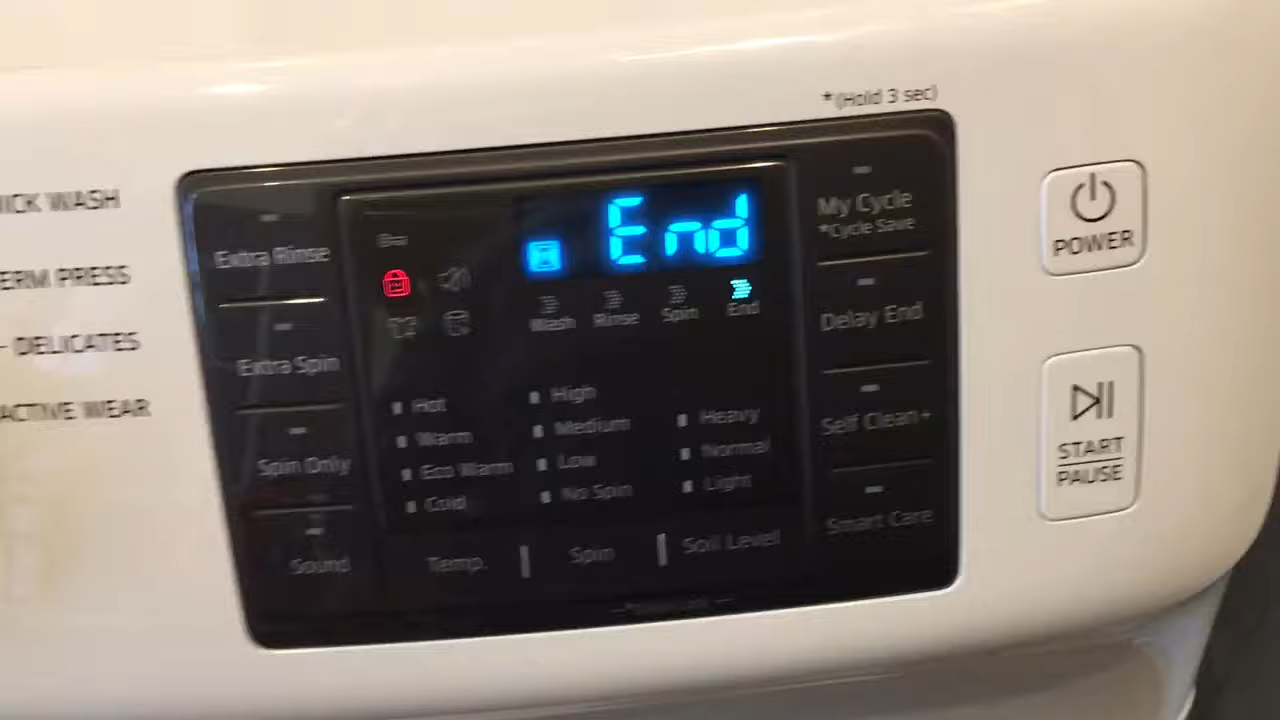 *(Hold 3 sec)
ICK WASH
ERM PRESS
DELICATES
ACTIVE WEAR
Extra Rinse
Extra Spin
Spin Only
Sound
End
Wash Rinse Spin End
Hot
Warm
Eco Warm
Cold
High
Medium
Low
No Spin
Heavy
Normal
Light
Temp. Spin Soil Level
My Cycle
*Cycle Save
Delay End
Self Clean+
Smart Care
POWER
START
PAUSE